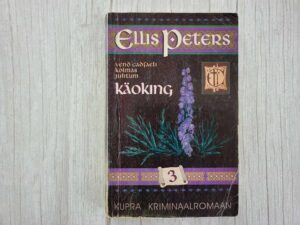 Ellis Peters
vend Cadfaeli
kolmas
juhtum
käoking
3
KUPRA KRIMINAALROMAAN